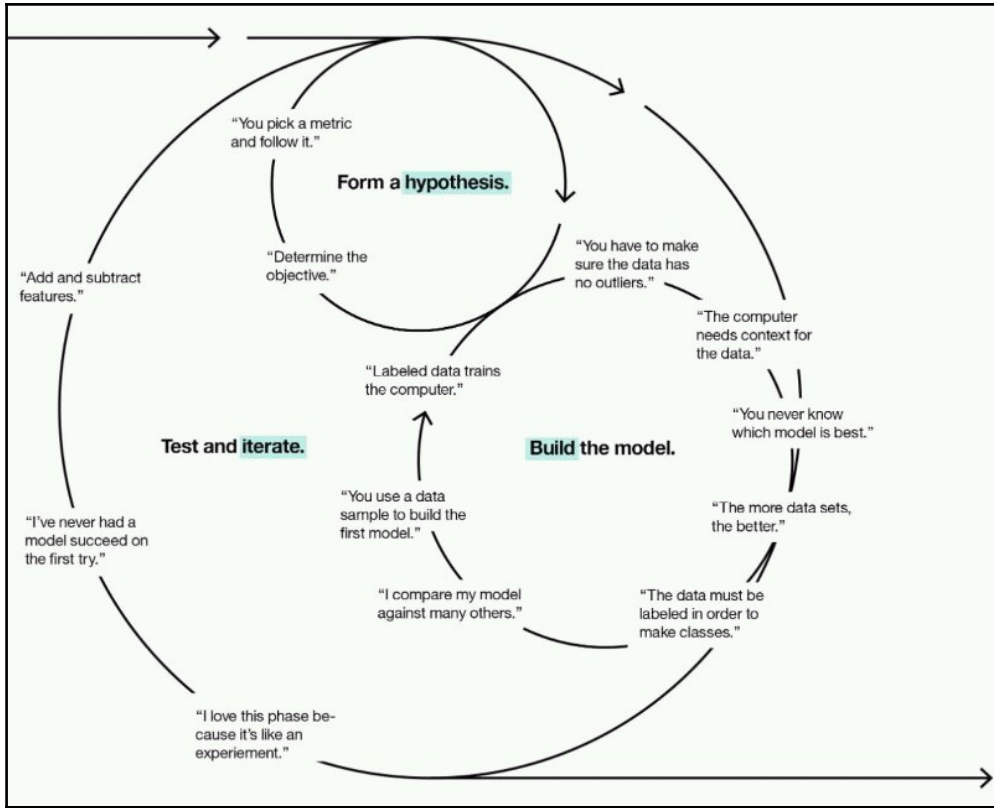 “You pick a metric
and follow it.”
Form a hypothesis.
“Determine the
objective.”
“You have to make
sure the data has
no outliers.”
“Add and subtract
features.”
“The computer
needs context for
the data.”
“Labeled data trains
the computer.”
“You never know
which model is best.”
Test and iterate.
Build the model.
“You use a data
sample to build the
first model.”
“The more data sets,
the better.”
“I’ve never had a
model succeed on
the first try.”
“I compare my model
against many others.”
“The data must be
labeled in order to
make classes.”
“I love this phase be-
cause it’s like an
experiement.”